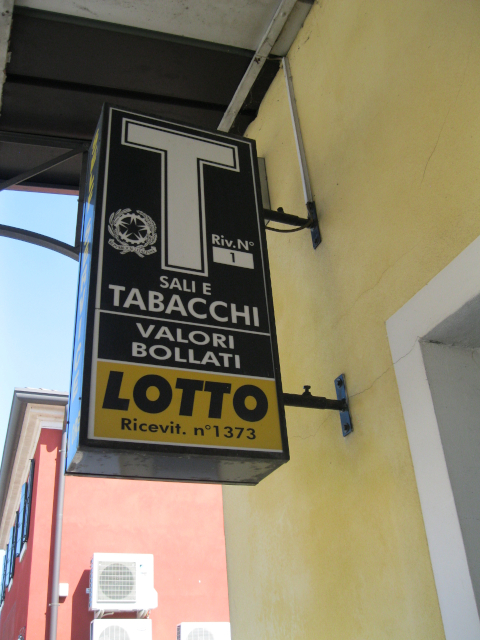 T
Riv.N°
1
SALI E
TABACCHI
VALORI
BOLLATI
LOTTO
Ricevit. n°1373